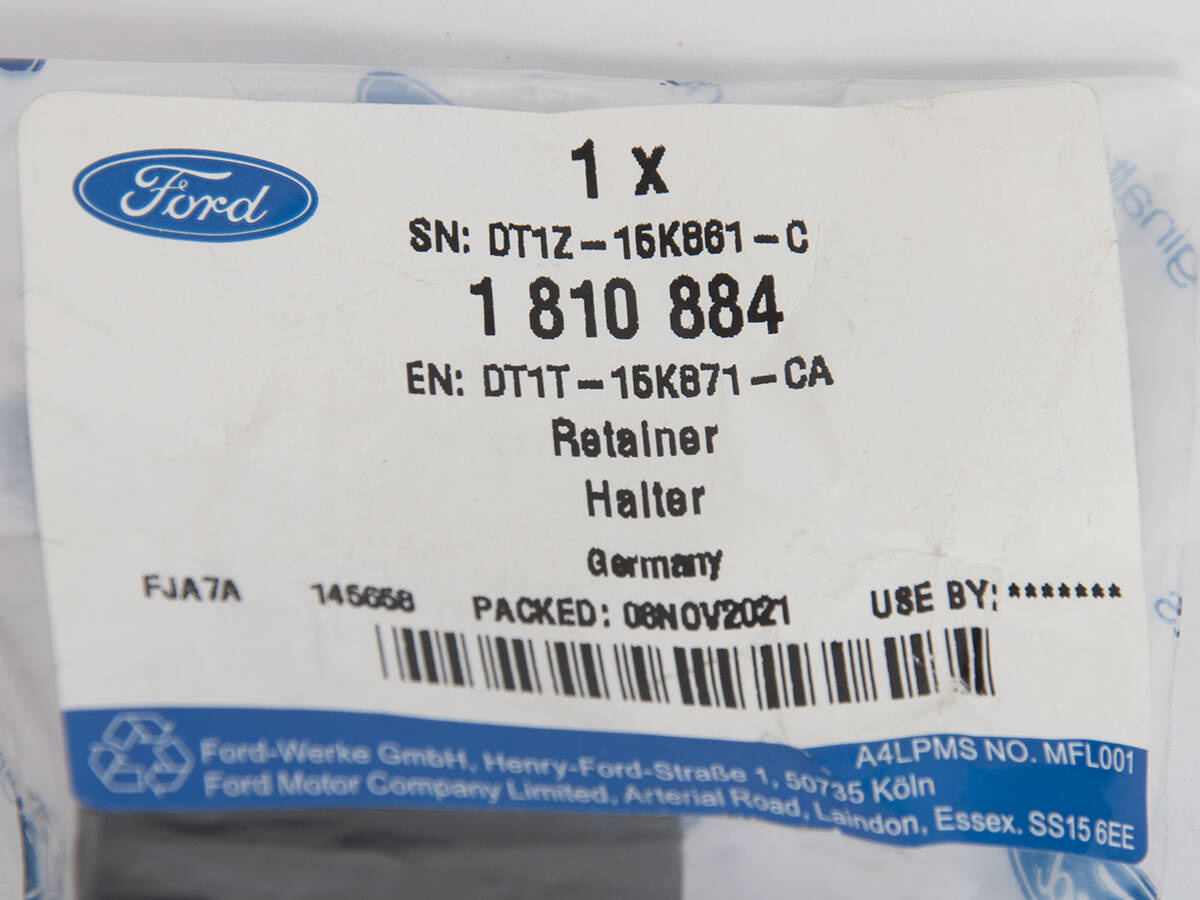 Ford
1 x
SN: DT1Z-15K861-C
1 810 884
EN: DT1T-15K871-CA
Retainer
Halter
Germany
FJA7A 145658 PACKED: 08NOV2021 USE BY: *******
A4LPMS NO. MFL001
Ford-Werke GmbH, Henry-Ford-Straße 1, 50735 Köln
Ford Motor Company Limited, Arterial Road, Laindon, Essex. SS15 6EE